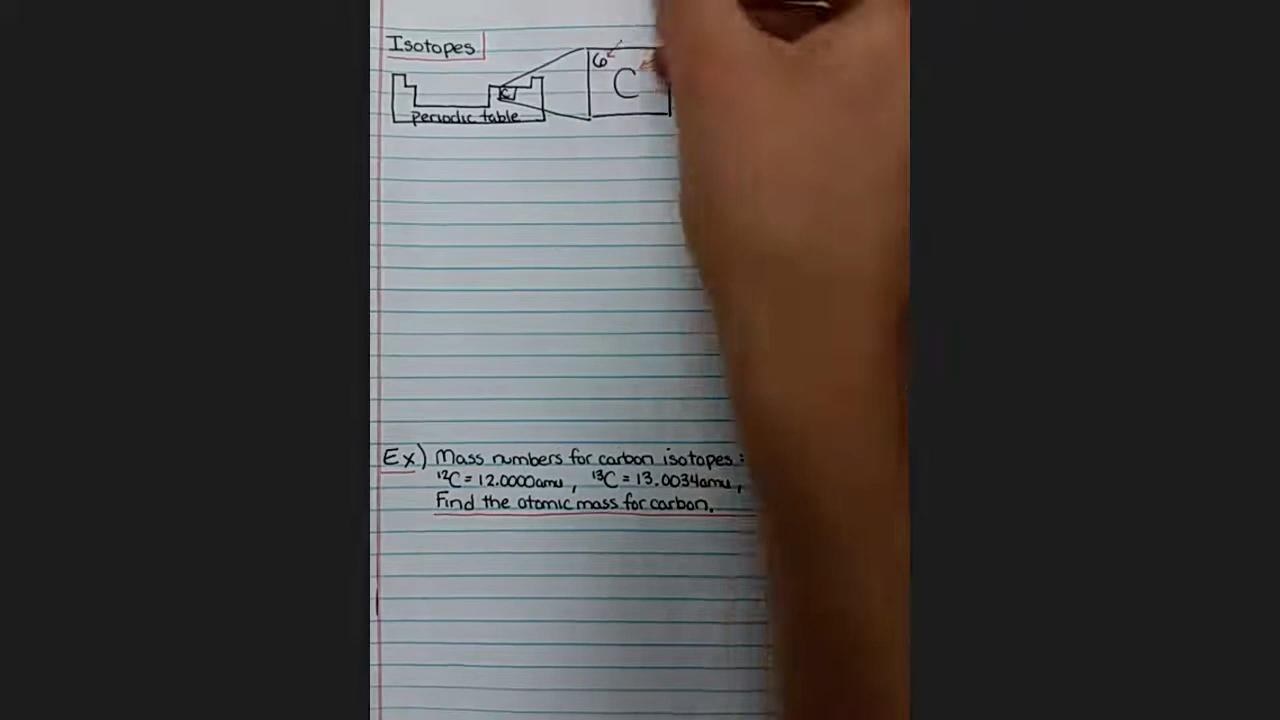 Isotopes
6
C
C
periodic table
Ex) Mass numbers for carbon isotopes:
¹²C = 12.0000amu, ¹³C = 13.0034amu,
Find the atomic mass for carbon.